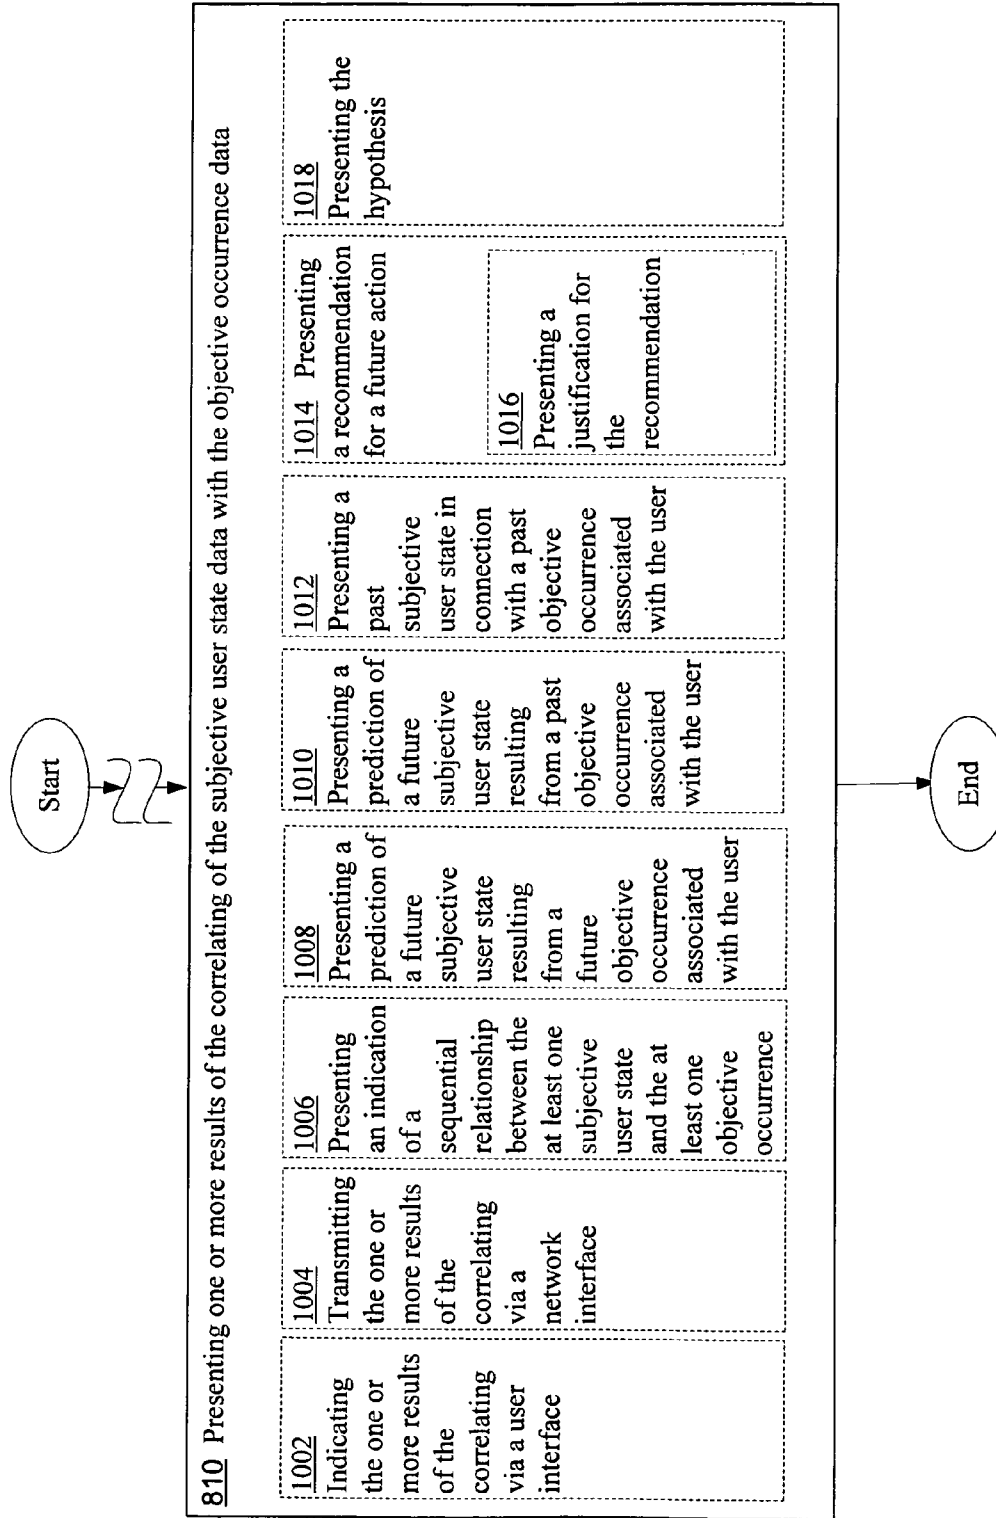 Start
810 Presenting one or more results of the correlating of the subjective user state data with the objective occurrence data
1002
Indicating
the one or
more results
of the
correlating
via a user
interface
1004
Transmitting
the one or
more results
of the
correlating
via a
network
interface
1006
Presenting
an indication
of a
sequential
relationship
between the
at least one
subjective
user state
and the at
least one
objective
occurrence
1008
Presenting a
prediction of
a future
subjective
user state
resulting
from a
future
objective
occurrence
associated
with the user
1010
Presenting a
prediction of
a future
subjective
user state
resulting
from a past
objective
occurrence
associated
with the user
1012
Presenting a
past
subjective
user state in
connection
with a past
objective
occurrence
associated
with the user
1014 Presenting
a recommendation
for a future action
1016
Presenting a
justification for
the
recommendation
1018
Presenting the
hypothesis
End